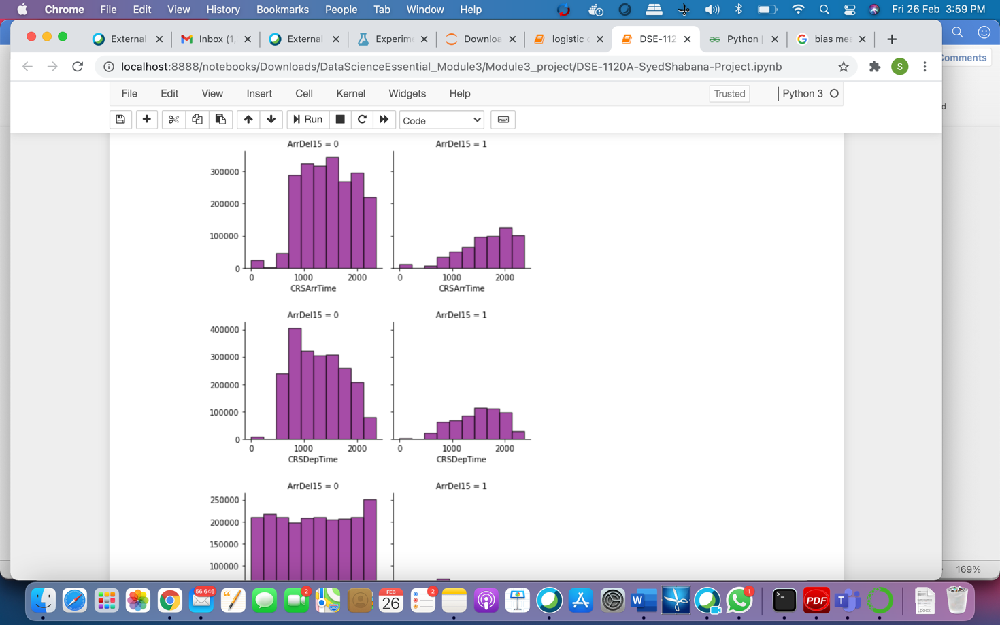 Chrome File Edit View History Bookmarks People Tab Window Help Fri 26 Feb 3:59 PM
External Inbox (1, External Experime Downloa logistic DSE-112 Python bias mea
localhost:8888/notebooks/Downloads/DataScienceEssential_Module3/Module3_project/DSE-1120A-SyedShabana-Project.ipynb S
omments
File Edit View Insert Cell Kernel Widgets Help Trusted Python 3
d
Run Code
ArrDel15 = 0 ArrDel15 = 1
300000
200000
100000
0
0 1000 2000 0 1000 2000
CRSArrTime CRSArrTime
ArrDel15 = 0 ArrDel15 = 1
400000
300000
200000
100000
0
0 1000 2000 0 1000 2000
CRSDepTime CRSDepTime
ArrDel15 = 0 ArrDel15 = 1
250000
200000
150000
100000
169%
56,646 2 FEB 2 1
26 W >_ PDF T .DOCX